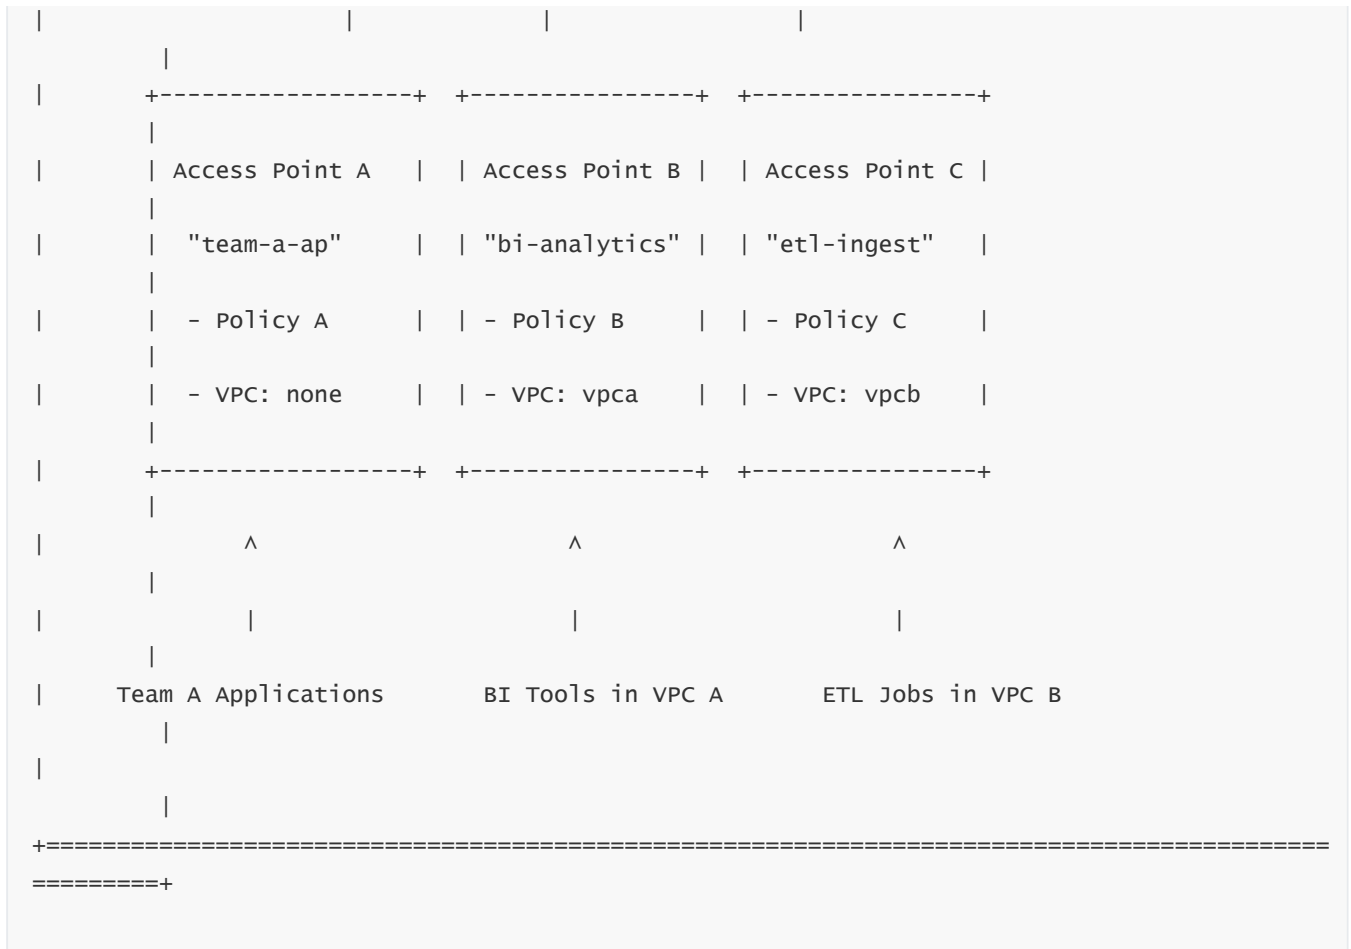 |                      |               |                    |
          |
|        +------------------+  +----------------+  +----------------+
         |
|        | Access Point A   |  | Access Point B |  | Access Point C |
         |
|        |  "team-a-ap"     |  | "bi-analytics" |  | "etl-ingest"   |
         |
|        |  - Policy A      |  | - Policy B     |  | - Policy C     |
         |
|        |  - VPC: none     |  | - VPC: vpca    |  | - VPC: vpcb    |
         |
|        +------------------+  +----------------+  +----------------+
         |
|               ^                      ^                      ^
         |
|               |                      |                      |
         |
|      Team A Applications       BI Tools in VPC A       ETL Jobs in VPC B
          |
|
          |
+===========================================================================================
=========+